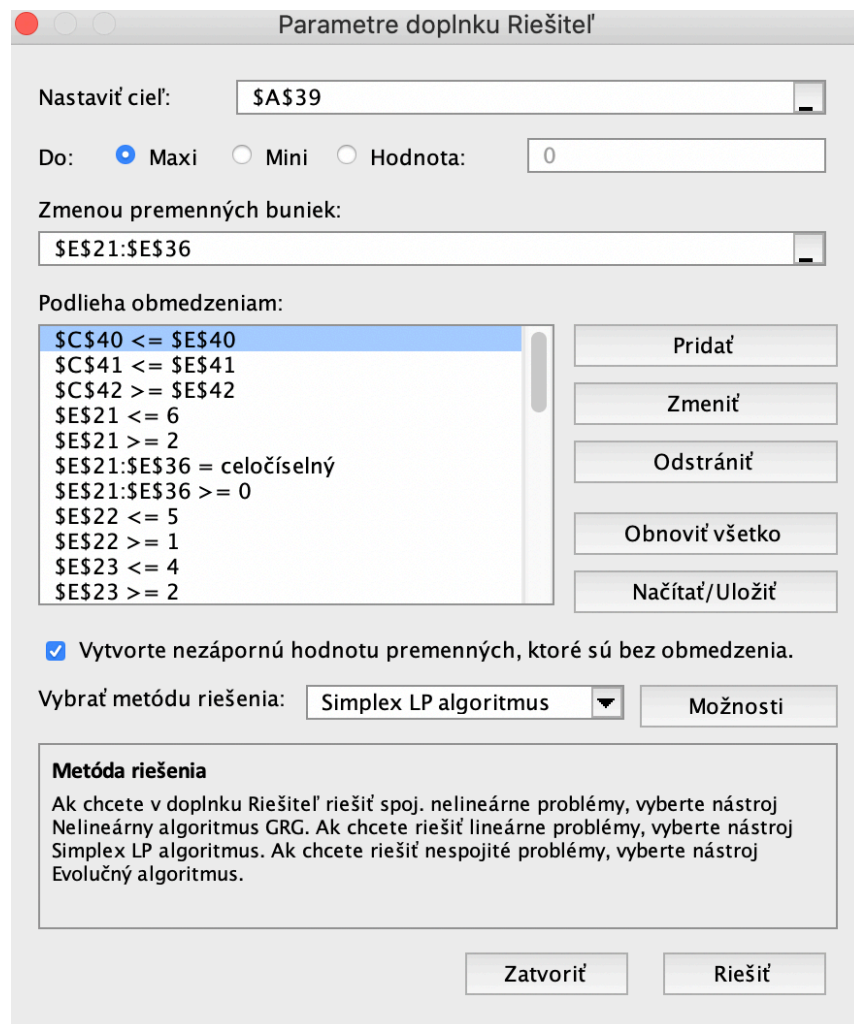 Parametre doplnku Riešiteľ
Nastaviť cieľ: $A$39
Do: Maxi Mini Hodnota: 0
Zmenou premenných buniek:
$E$21:$E$36
Podlieha obmedzeniam:
$C$40 <= $E$40
$C$41 <= $E$41
$C$42 >= $E$42
$E$21 <= 6
$E$21 >= 2
$E$21:$E$36 = celočíselný
$E$21:$E$36 >= 0
$E$22 <= 5
$E$22 >= 1
$E$23 <= 4
$E$23 >= 2
Pridať
Zmeniť
Odstrániť
Obnoviť všetko
Načítať/Uložiť
Vytvorte nezápornú hodnotu premenných, ktoré sú bez obmedzenia.
Vybrať metódu riešenia: Simplex LP algoritmus Možnosti
Metóda riešenia
Ak chcete v doplnku Riešiteľ riešiť spoj. nelineárne problémy, vyberte nástroj
Nelineárny algoritmus GRG. Ak chcete riešiť lineárne problémy, vyberte nástroj
Simplex LP algoritmus. Ak chcete riešiť nespojité problémy, vyberte nástroj
Evolučný algoritmus.
Zatvoriť Riešiť